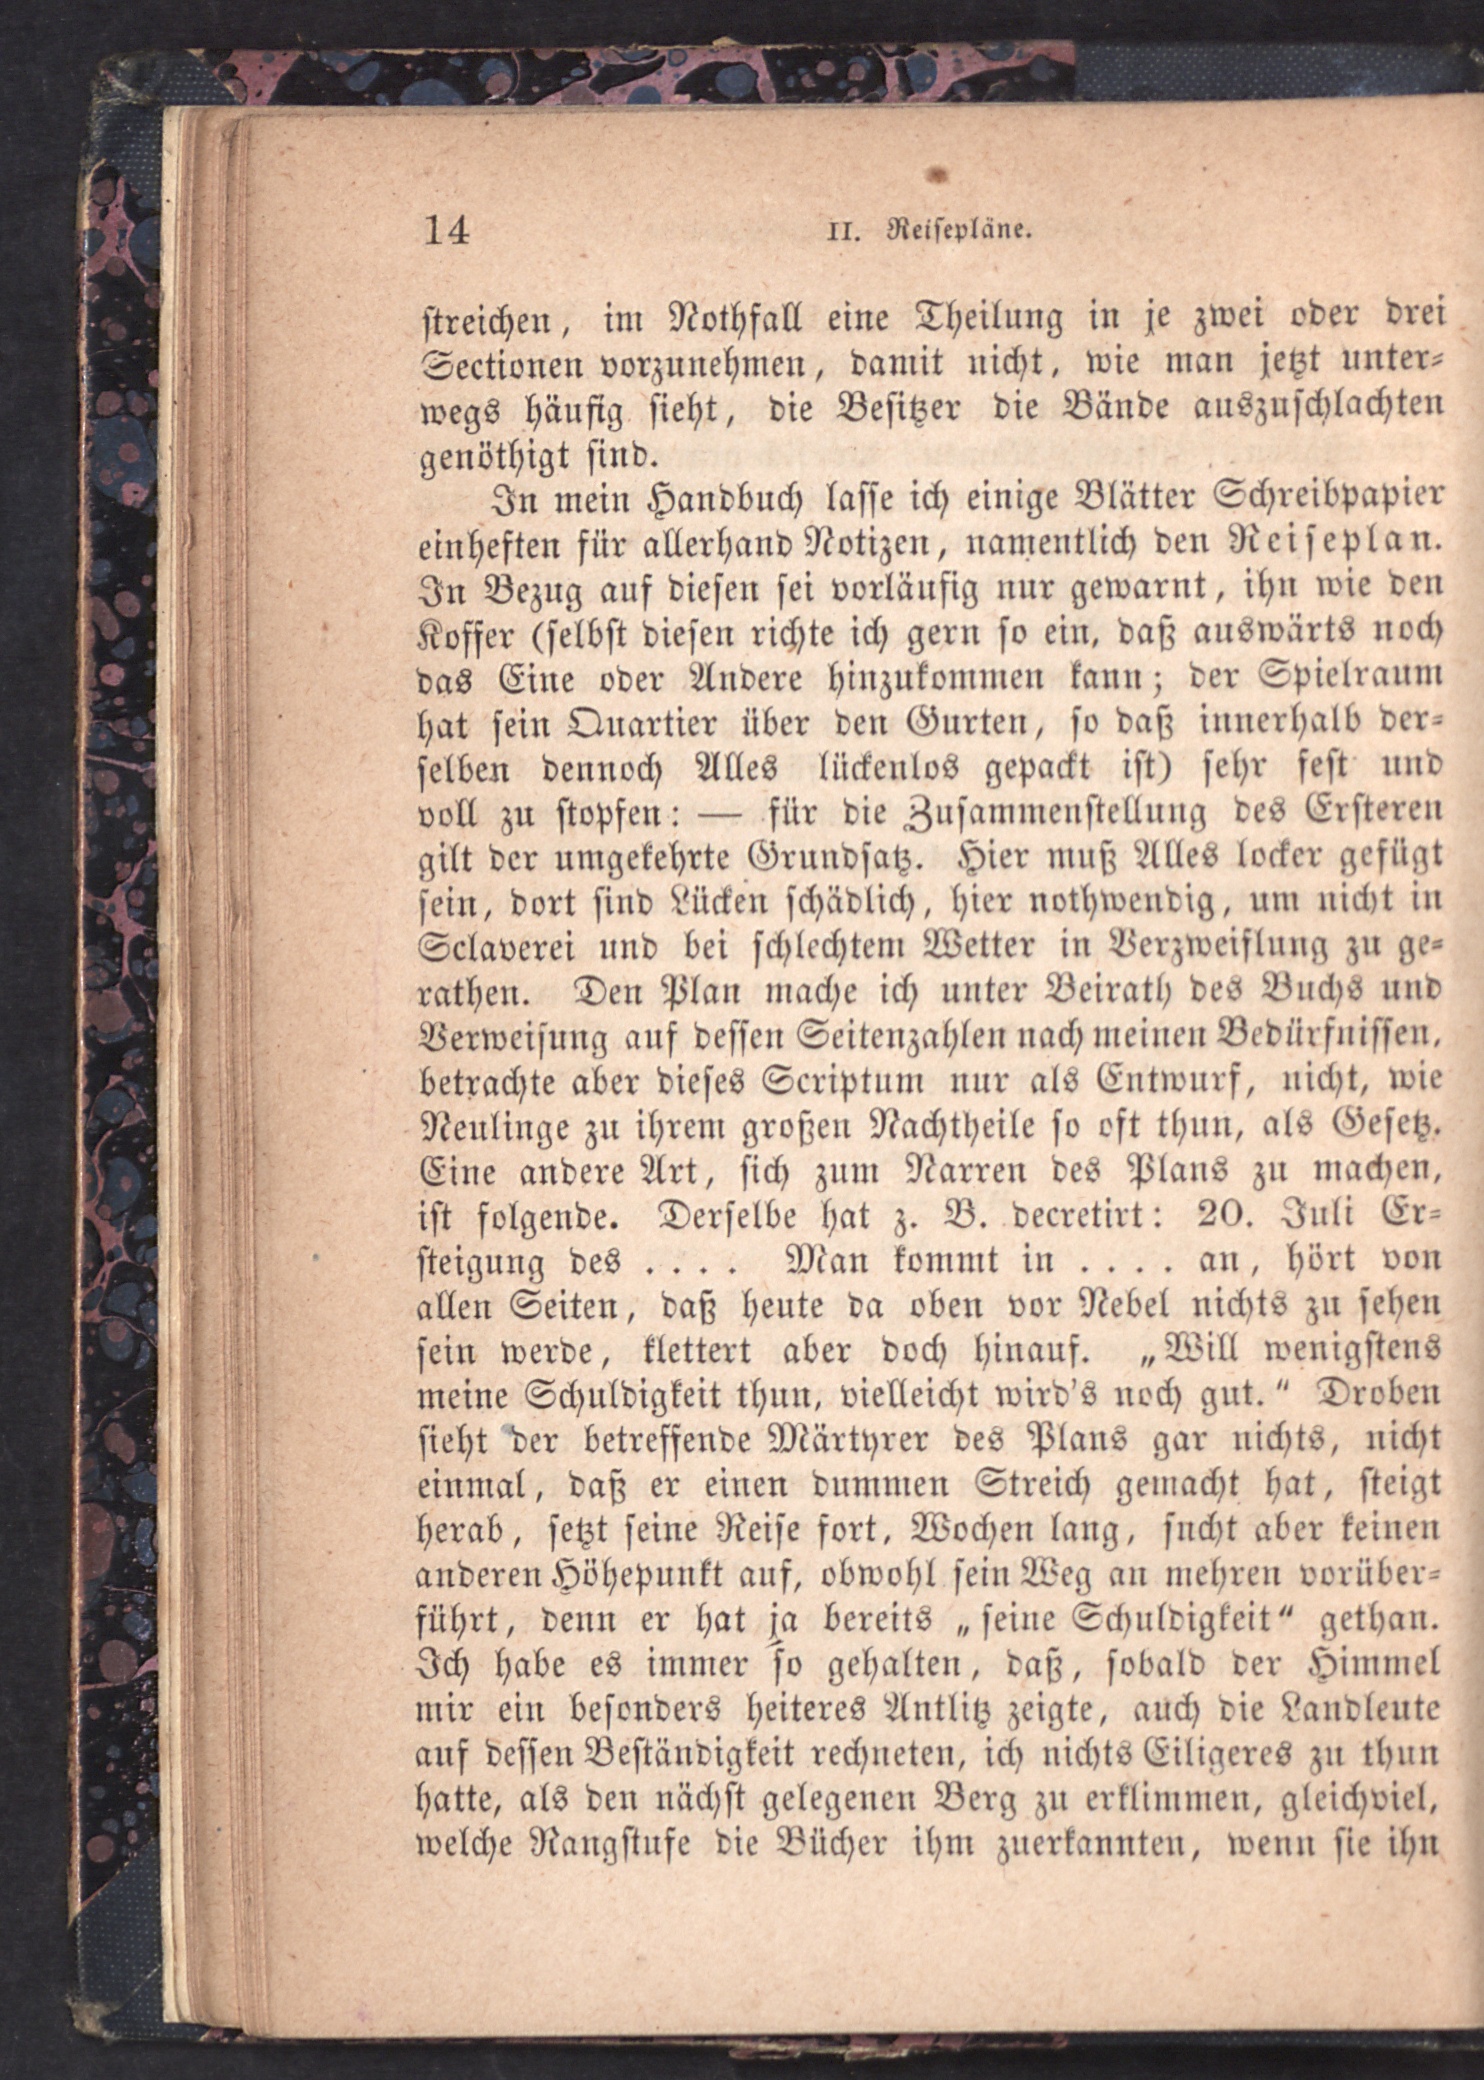 14 II. Reisepläne.
streichen, im Nothfall eine Theilung in je zwei oder drei
Sectionen vorzunehmen, damit nicht, wie man jetzt unter-
wegs häufig sieht, die Besitzer die Bände auszuschlachten
genöthigt sind.
In mein Handbuch lasse ich einige Blätter Schreibpapier
einheften für allerhand Notizen, namentlich den Reiseplan.
In Bezug auf diesen sei vorläufig nur gewarnt, ihn wie den
Koffer (selbst diesen richte ich gern so ein, daß auswärts noch
das Eine oder Andere hinzukommen kann; der Spielraum
hat sein Quartier über den Gurten, so daß innerhalb der-
selben dennoch Alles lückenlos gepackt ist) sehr fest und
voll zu stopfen: — für die Zusammenstellung des Ersteren
gilt der umgekehrte Grundsatz. Hier muß Alles locker gefügt
sein, dort sind Lücken schädlich, hier nothwendig, um nicht in
Sclaverei und bei schlechtem Wetter in Verzweiflung zu ge-
rathen. Den Plan mache ich unter Beirath des Buchs und
Verweisung auf dessen Seitenzahlen nach meinen Bedürfnissen,
betrachte aber dieses Scriptum nur als Entwurf, nicht, wie
Neulinge zu ihrem großen Nachtheile so oft thun, als Gesetz.
Eine andere Art, sich zum Narren des Plans zu machen,
ist folgende. Derselbe hat z. B. decretirt: 20. Juli Er-
steigung des . . . . Man kommt in . . . . an, hört von
allen Seiten, daß heute da oben vor Nebel nichts zu sehen
sein werde, klettert aber doch hinauf. „Will wenigstens
meine Schuldigkeit thun, vielleicht wird's noch gut.“ Droben
sieht der betreffende Märtyrer des Plans gar nichts, nicht
einmal, daß er einen dummen Streich gemacht hat, steigt
herab, setzt seine Reise fort, Wochen lang, sucht aber keinen
anderen Höhepunkt auf, obwohl sein Weg an mehren vorüber-
führt, denn er hat ja bereits „seine Schuldigkeit“ gethan.
Ich habe es immer so gehalten, daß, sobald der Himmel
mir ein besonders heiteres Antlitz zeigte, auch die Landleute
auf dessen Beständigkeit rechneten, ich nichts Eiligeres zu thun
hatte, als den nächst gelegenen Berg zu erklimmen, gleichviel,
welche Rangstufe die Bücher ihm zuerkannten, wenn sie ihn